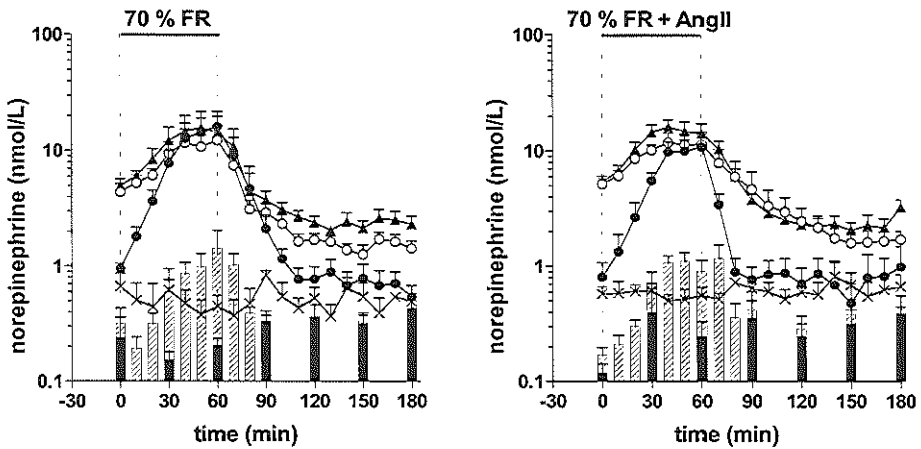 70 % FR
100
10
1
0.1
norepinephrine (nmol/L)
-30 0 30 60 90 120 150 180
time (min)
70 % FR + AngII
100
10
1
0.1
norepinephrine (nmol/L)
-30 0 30 60 90 120 150 180
time (min)